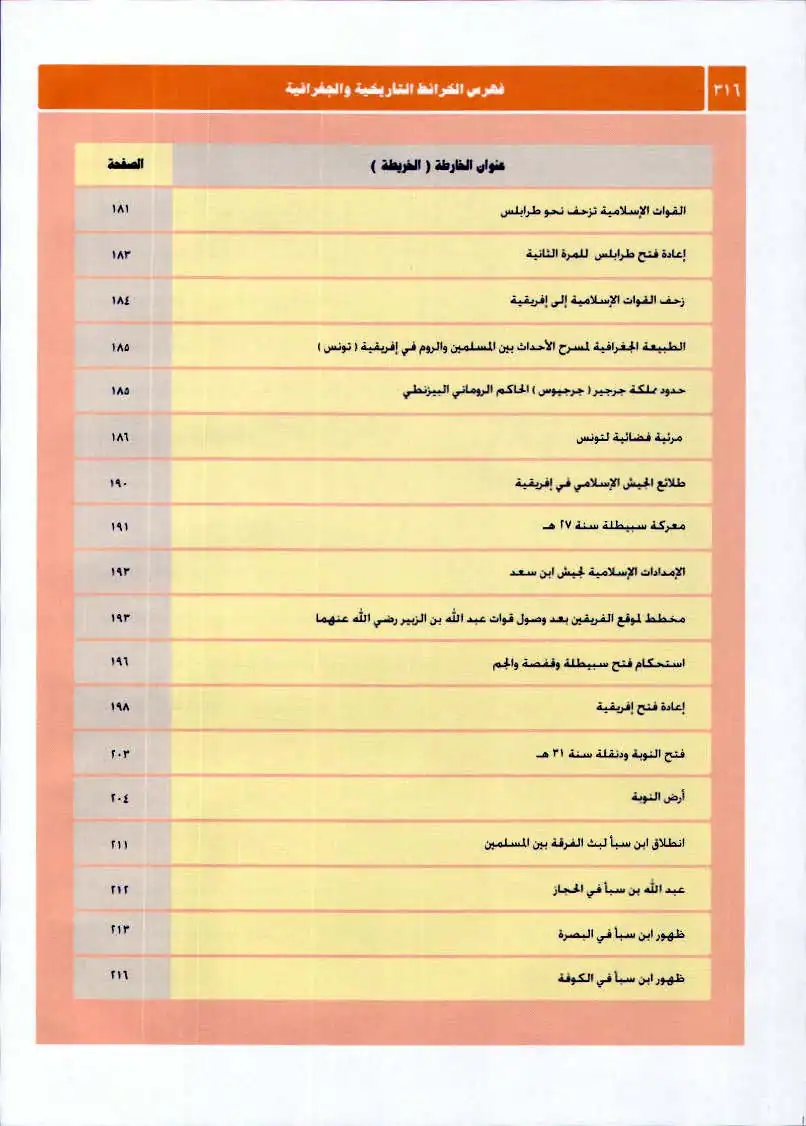 ٣١٦ فهرس الخرائط التاريخية والجغرافية
عنوان الخارطة ( الخريطة ) الصفحة
القوات الإسلامية تزحف نحو طرابلس ١٨١
إعادة فتح طرابلس للمرة الثانية ١٨٣
زحف القوات الإسلامية إلى إفريقية ١٨٤
الطبيعة الجغرافية لمسرح الأحداث بين المسلمين والروم في إفريقية ( تونس ) ١٨٥
حدود مملكة جرجير ( جرجيوس ) الحاكم الروماني البيزنطي ١٨٥
مرئية فضائية لتونس ١٨٦
طلائع الجيش الإسلامي في إفريقية ١٩٠
معركة سبيطلة سنة ٢٧ هـ ١٩١
الإمدادات الإسلامية لجيش ابن سعد ١٩٣
مخطط لموقع الفريقين بعد وصول قوات عبد الله بن الزبير رضي الله عنهما ١٩٣
استحكام فتح سبيطلة وقفصة والجم ١٩٦
إعادة فتح إفريقية ١٩٨
فتح النوبة ودنقلة سنة ٣١ هـ ٢٠٣
أرض النوبة ٢٠٤
انطلاق ابن سبأ لبث الفرقة بين المسلمين ٢١١
عبد الله بن سبأ في الحجاز ٢١٢
ظهور ابن سبأ في البصرة ٢١٣
ظهور ابن سبأ في الكوفة ٢١٦